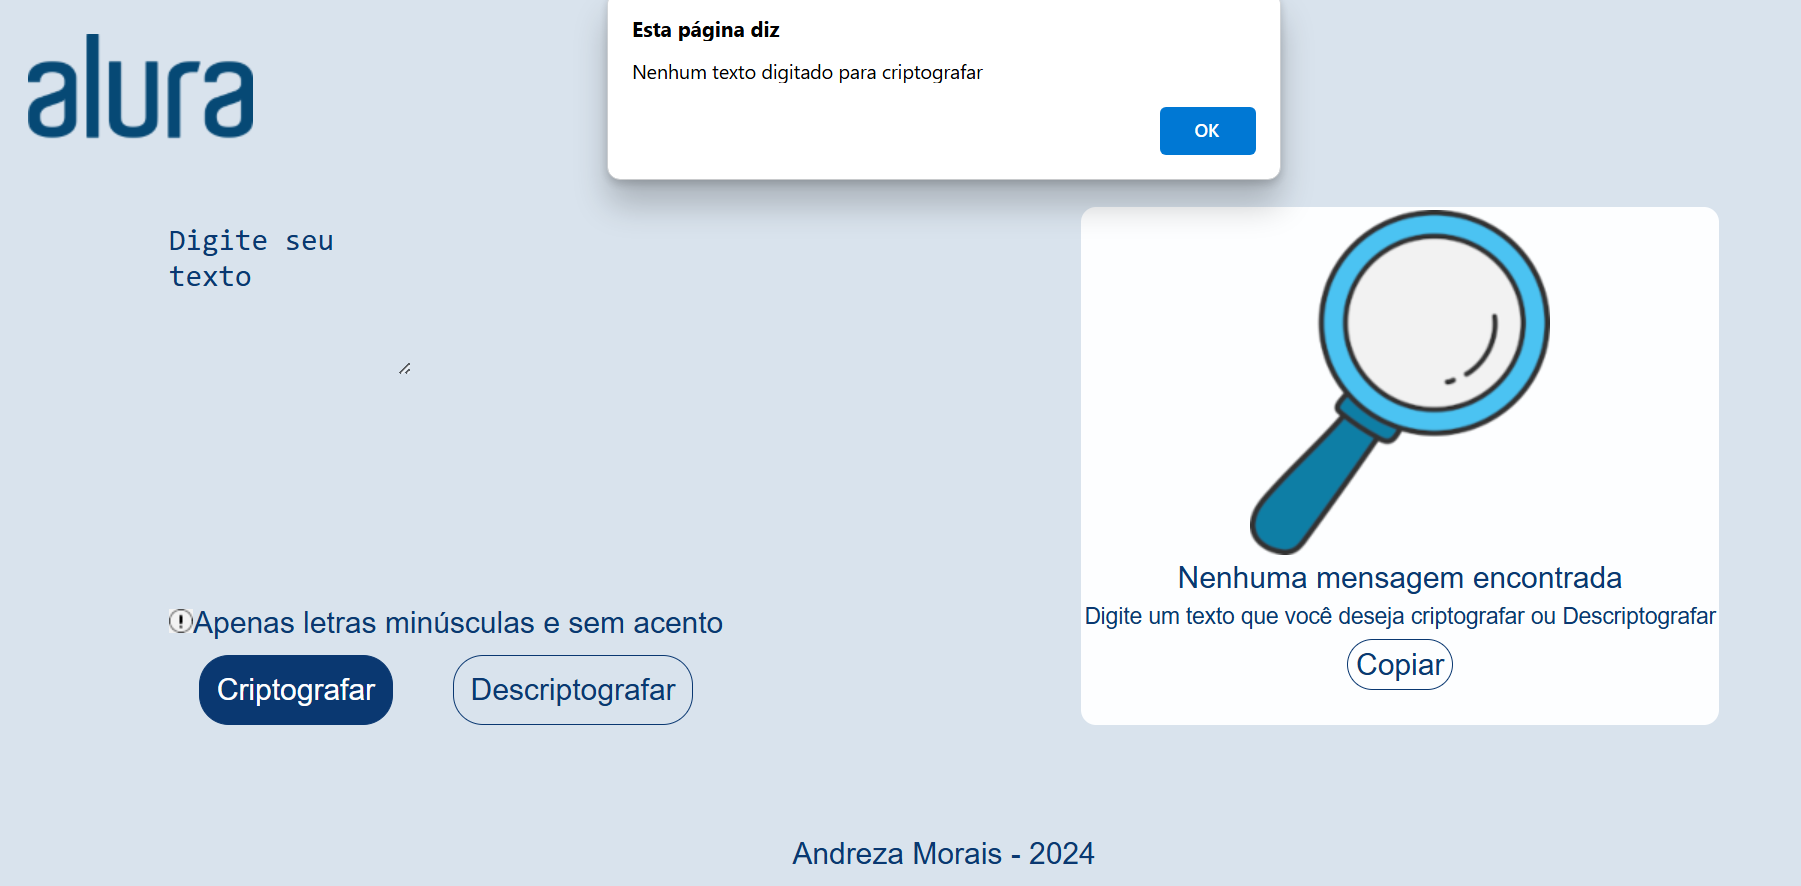 Esta página diz
Nenhum texto digitado para criptografar
OK
alura
Digite seu
texto
Apenas letras minúsculas e sem acento
Criptografar
Descriptografar
Nenhuma mensagem encontrada
Digite um texto que você deseja criptografar ou Descriptografar
Copiar
Andreza Morais - 2024